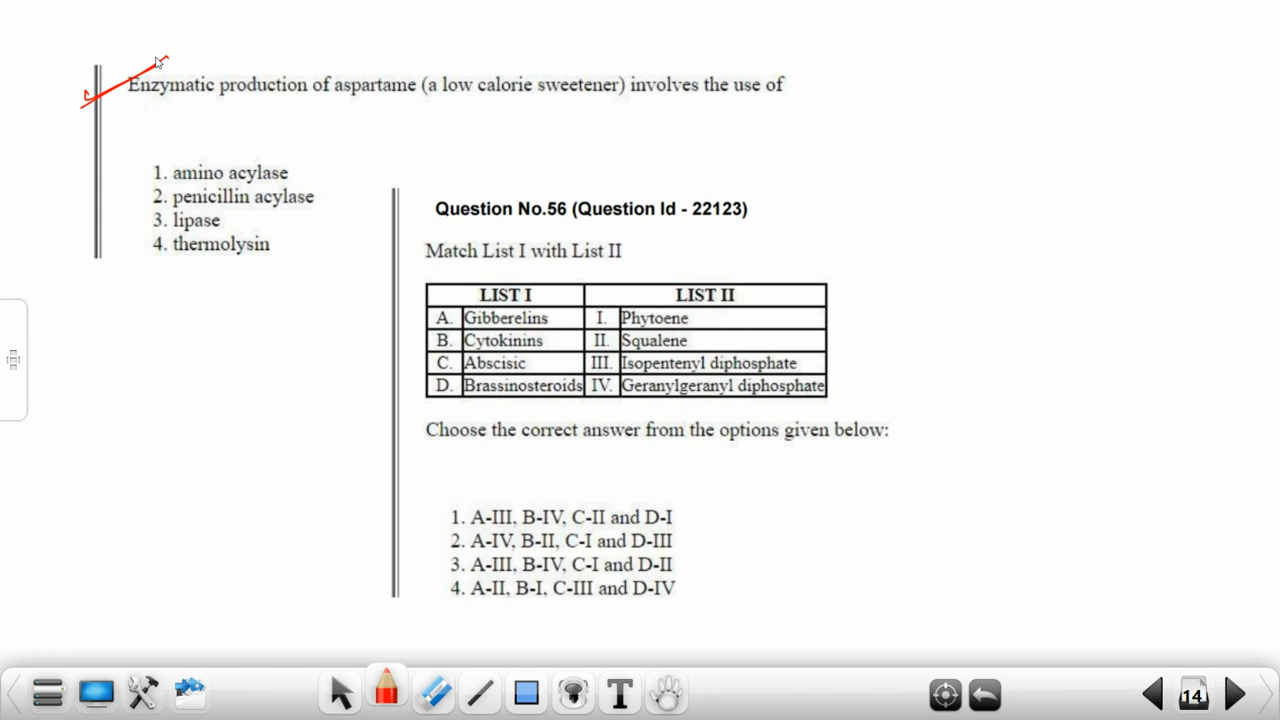 Enzymatic production of aspartame (a low calorie sweetener) involves the use of
1. amino acylase
2. penicillin acylase
3. lipase
4. thermolysin
Question No.56 (Question Id - 22123)
Match List I with List II
LIST I LIST II
A. Gibberelins I. Phytoene
B. Cytokinins II. Squalene
C. Abscisic III. Isopentenyl diphosphate
D. Brassinosteroids IV. Geranylgeranyl diphosphate
Choose the correct answer from the options given below:
1. A-III, B-IV, C-II and D-I
2. A-IV, B-II, C-I and D-III
3. A-III, B-IV, C-I and D-II
4. A-II, B-I, C-III and D-IV
T
14